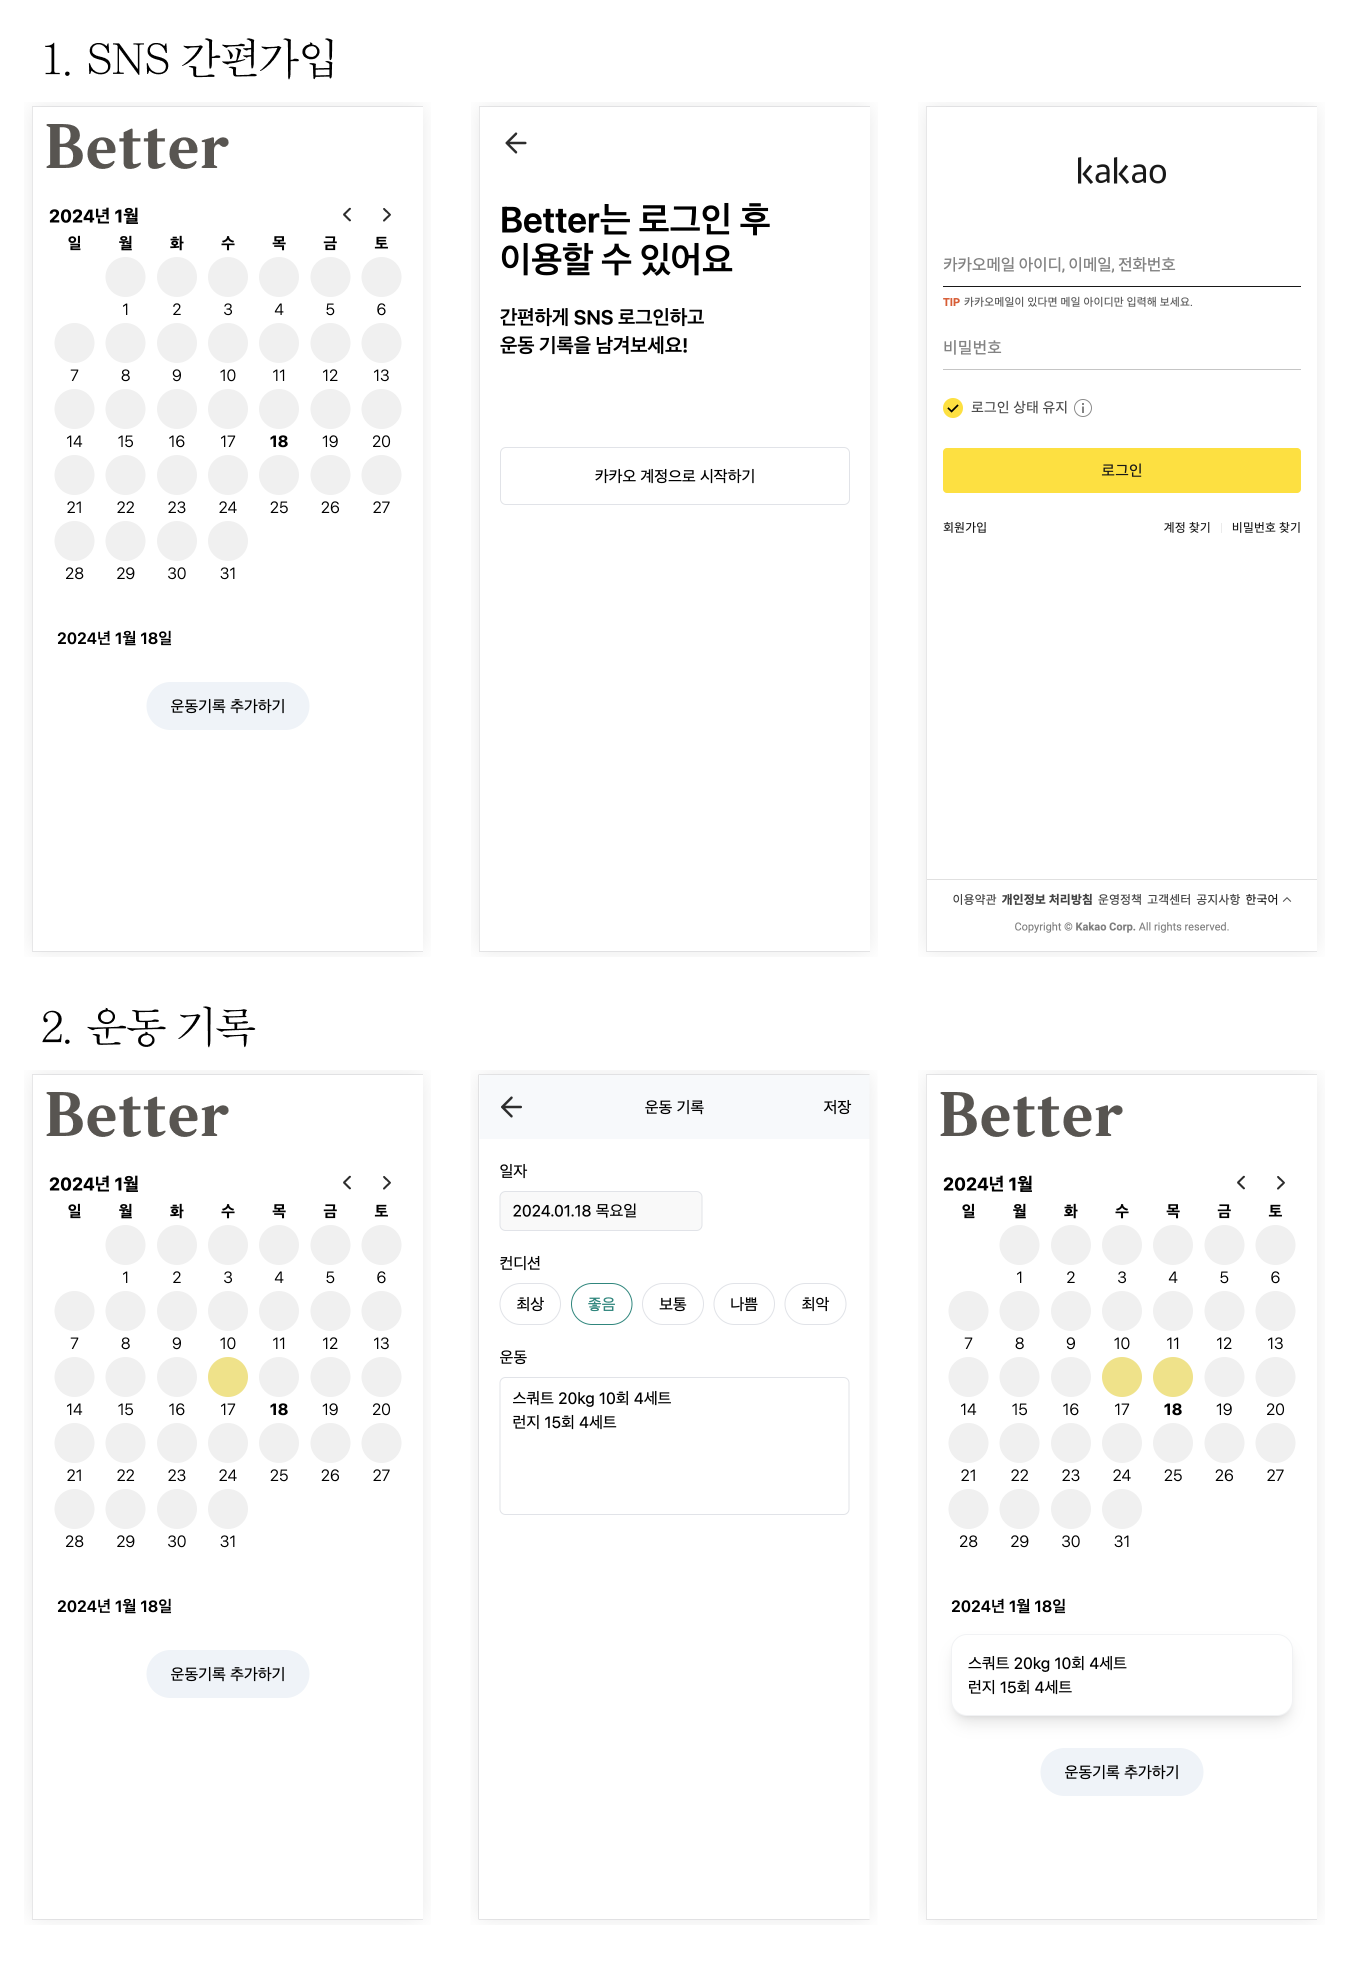 1. SNS 간편가입
Better
2024년 1월
일 월 화 수 목 금 토
1 2 3 4 5 6
7 8 9 10 11 12 13
14 15 16 17 18 19 20
21 22 23 24 25 26 27
28 29 30 31
2024년 1월 18일
운동기록 추가하기
Better는 로그인 후
이용할 수 있어요
간편하게 SNS 로그인하고
운동 기록을 남겨보세요!
카카오 계정으로 시작하기
kakao
카카오메일 아이디, 이메일, 전화번호
TIP 카카오메일이 있다면 메일 아이디만 입력해 보세요.
비밀번호
로그인 상태 유지
로그인
회원가입 계정 찾기 비밀번호 찾기
이용약관 개인정보 처리방침 운영정책 고객센터 공지사항 한국어
Copyright © Kakao Corp. All rights reserved.
2. 운동 기록
Better
2024년 1월
일 월 화 수 목 금 토
1 2 3 4 5 6
7 8 9 10 11 12 13
14 15 16 17 18 19 20
21 22 23 24 25 26 27
28 29 30 31
2024년 1월 18일
운동기록 추가하기
운동 기록 저장
일자
2024.01.18 목요일
컨디션
최상 좋음 보통 나쁨 최악
운동
스쿼트 20kg 10회 4세트
런지 15회 4세트
Better
2024년 1월
일 월 화 수 목 금 토
1 2 3 4 5 6
7 8 9 10 11 12 13
14 15 16 17 18 19 20
21 22 23 24 25 26 27
28 29 30 31
2024년 1월 18일
스쿼트 20kg 10회 4세트
런지 15회 4세트
운동기록 추가하기